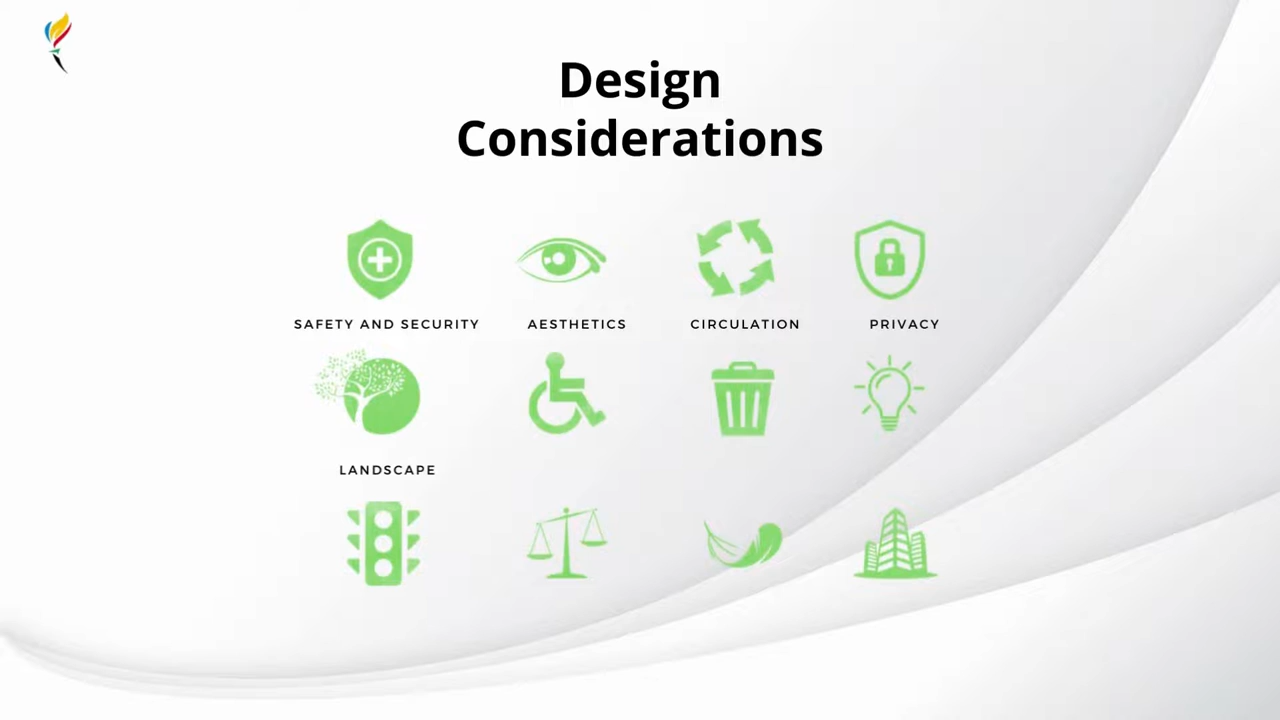 Design
Considerations
SAFETY AND SECURITY
AESTHETICS
CIRCULATION
PRIVACY
LANDSCAPE